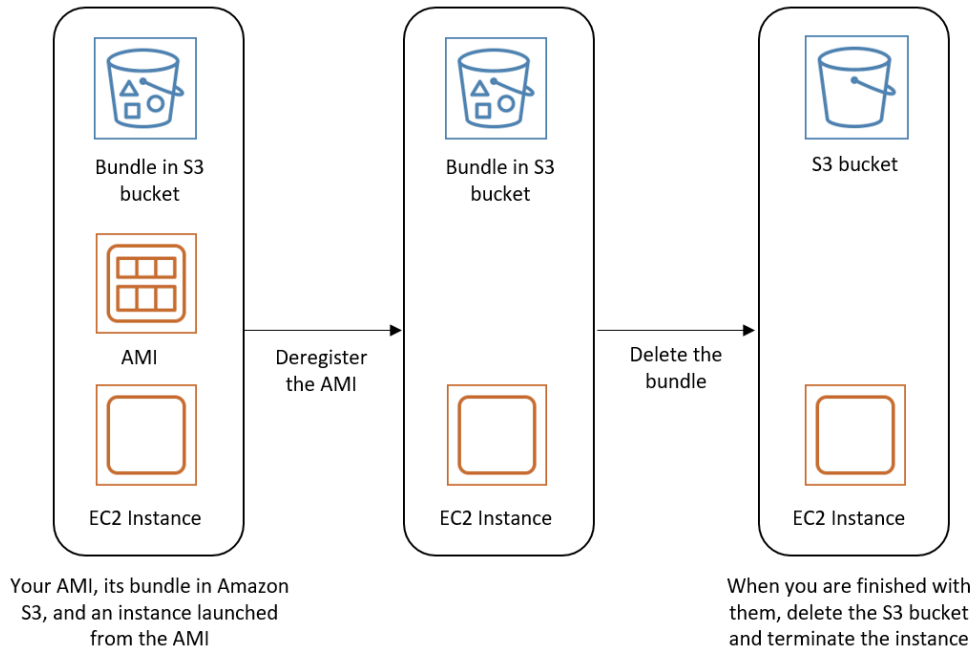 Bundle in S3
bucket
AMI
EC2 Instance
Your AMI, its bundle in Amazon
S3, and an instance launched
from the AMI
Deregister
the AMI
Bundle in S3
bucket
EC2 Instance
Delete the
bundle
S3 bucket
EC2 Instance
When you are finished with
them, delete the S3 bucket
and terminate the instance